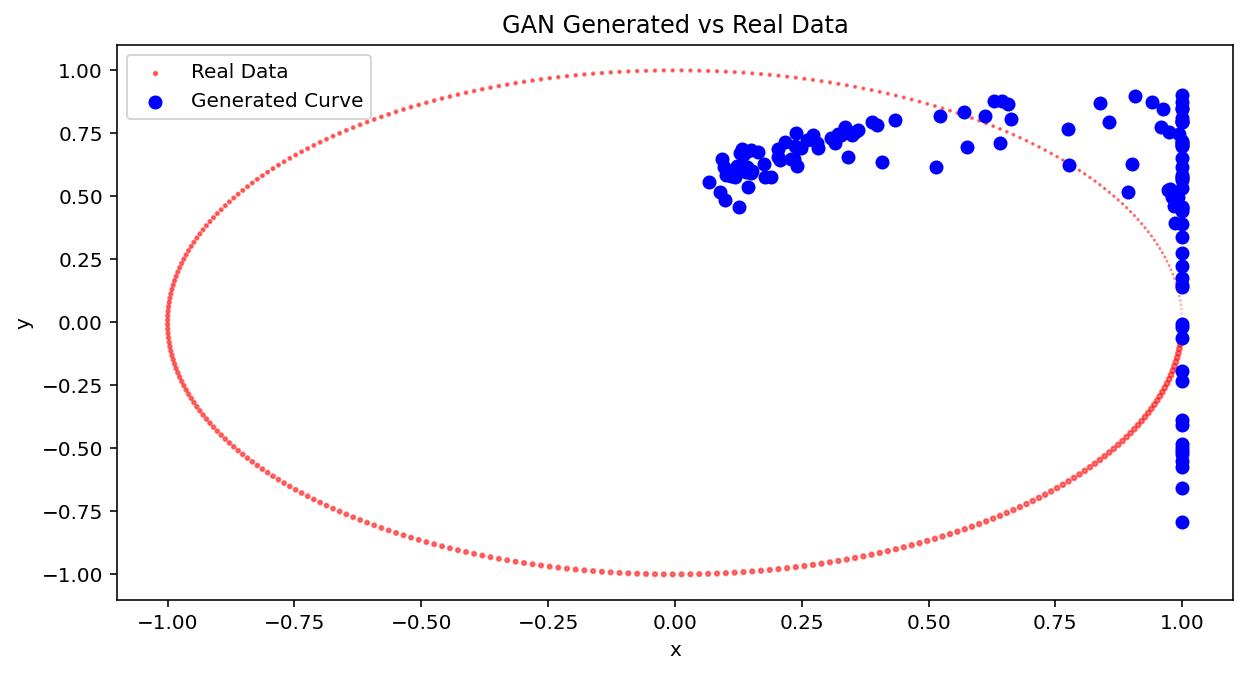 GAN Generated vs Real Data
Real Data
Generated Curve
1.00
0.75
0.50
0.25
0.00
−0.25
−0.50
−0.75
−1.00
y
−1.00 −0.75 −0.50 −0.25 0.00 0.25 0.50 0.75 1.00
x